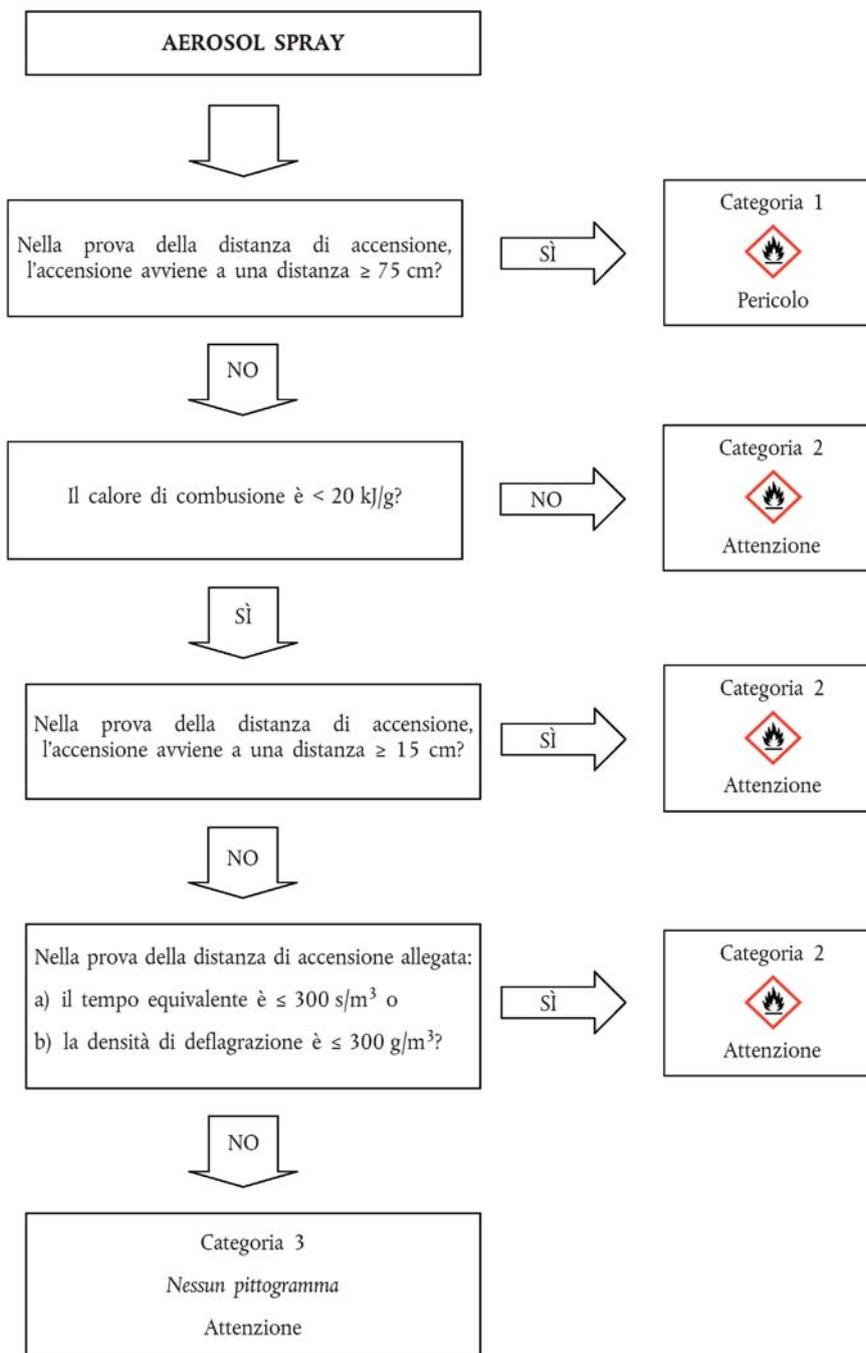 AEROSOL SPRAY
Nella prova della distanza di accensione,
l'accensione avviene a una distanza ≥ 75 cm?
SÌ
Categoria 1
Pericolo
NO
Il calore di combusione è < 20 kJ/g?
NO
Categoria 2
Attenzione
SÌ
Nella prova della distanza di accensione,
l'accensione avviene a una distanza ≥ 15 cm?
SÌ
Categoria 2
Attenzione
NO
Nella prova della distanza di accensione allegata:
a) il tempo equivalente è ≤ 300 s/m³ o
b) la densità di deflagrazione è ≤ 300 g/m³?
SÌ
Categoria 2
Attenzione
NO
Categoria 3
Nessun pittogramma
Attenzione